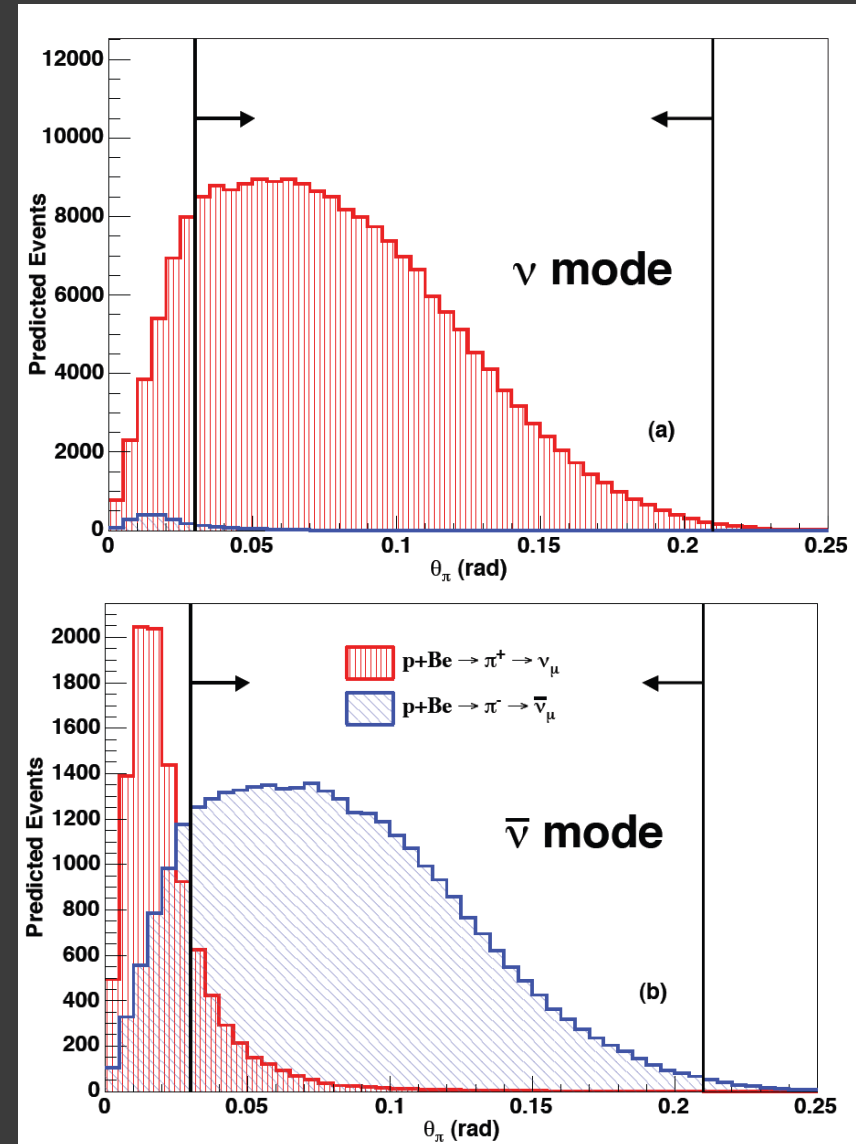 12000
10000
8000
6000
4000
2000
0
Predicted Events
ν mode
(a)
0 0.05 0.1 0.15 0.2 0.25
θπ (rad)
2000
1800
1600
1400
1200
1000
800
600
400
200
0
Predicted Events
p+Be → π⁺ → νμ
p+Be → π⁻ → ν̄μ
ν̄ mode
(b)
0 0.05 0.1 0.15 0.2 0.25
θπ (rad)